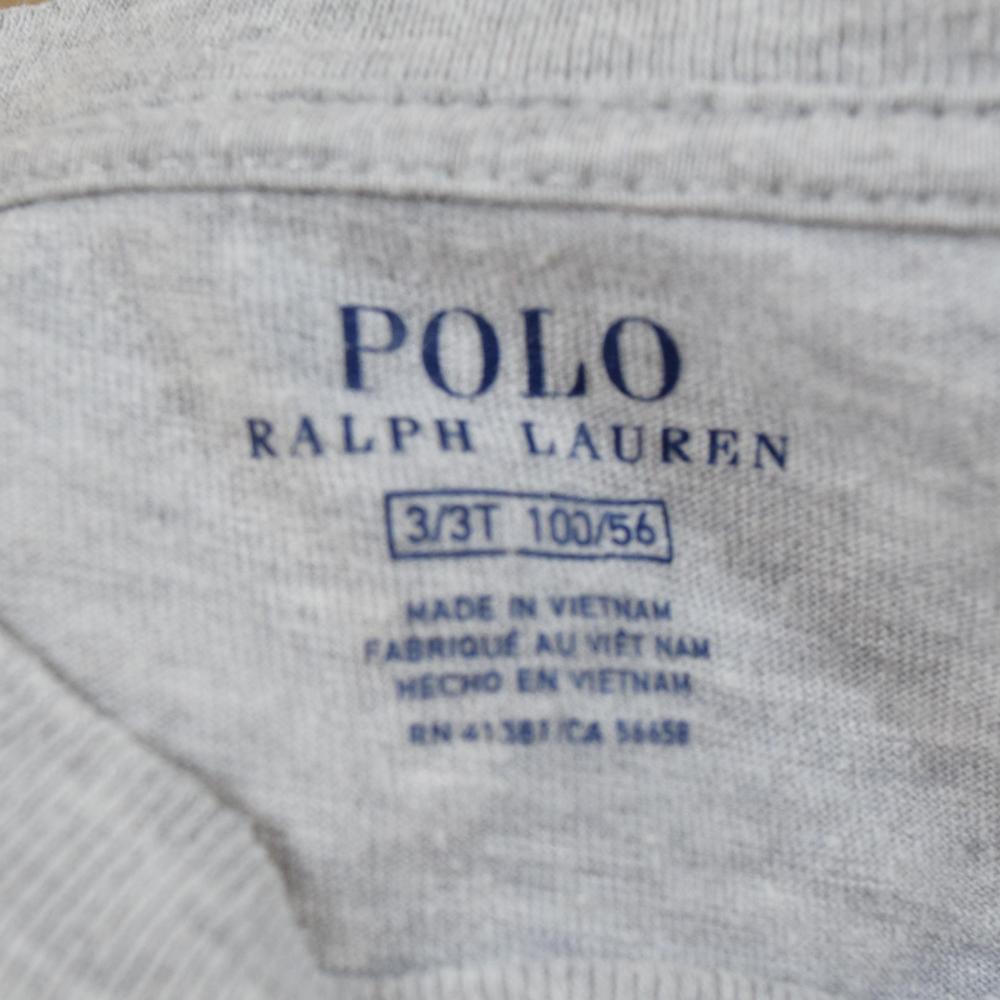 POLO
RALPH LAUREN
3/3T 100/56
MADE IN VIETNAM
FABRIQUÉ AU VIÊT NAM
HECHO EN VIETNAM
RN 41381/CA 56658